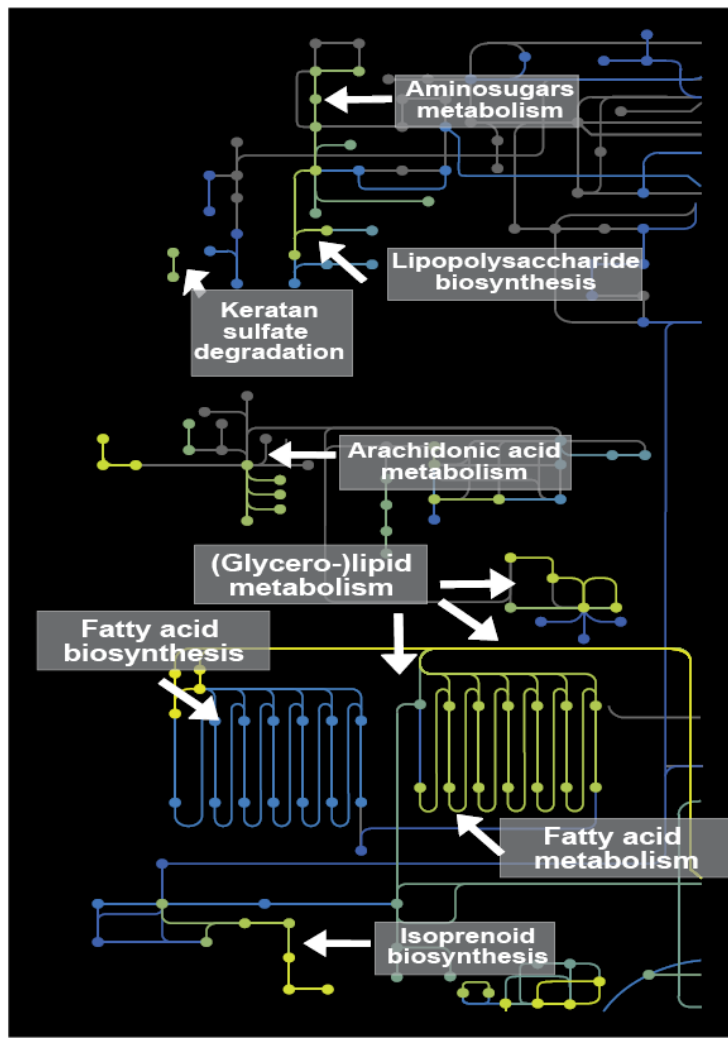 Aminosugars
metabolism
Lipopolysaccharide
biosynthesis
Keratan
sulfate
degradation
Arachidonic acid
metabolism
(Glycero-)lipid
metabolism
Fatty acid
biosynthesis
Fatty acid
metabolism
Isoprenoid
biosynthesis